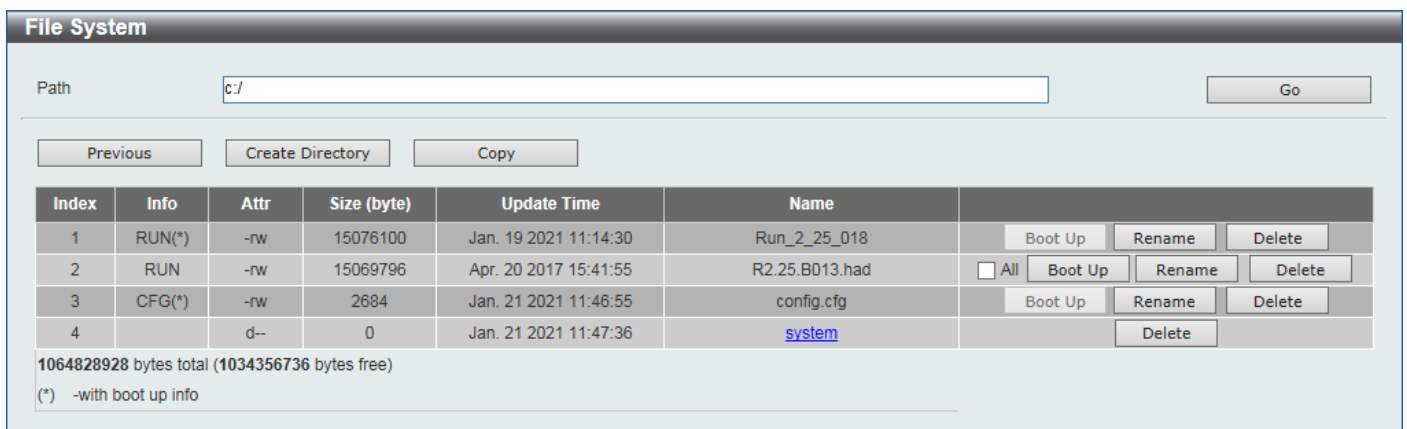 File System
Path c:/ Go
Previous Create Directory Copy
Index Info Attr Size (byte) Update Time Name
1 RUN(*) -rw 15076100 Jan. 19 2021 11:14:30 Run_2_25_018 Boot Up Rename Delete
2 RUN -rw 15069796 Apr. 20 2017 15:41:55 R2.25.B013.had All Boot Up Rename Delete
3 CFG(*) -rw 2684 Jan. 21 2021 11:46:55 config.cfg Boot Up Rename Delete
4 d-- 0 Jan. 21 2021 11:47:36 system Delete
1064828928 bytes total (1034356736 bytes free)
(*) -with boot up info